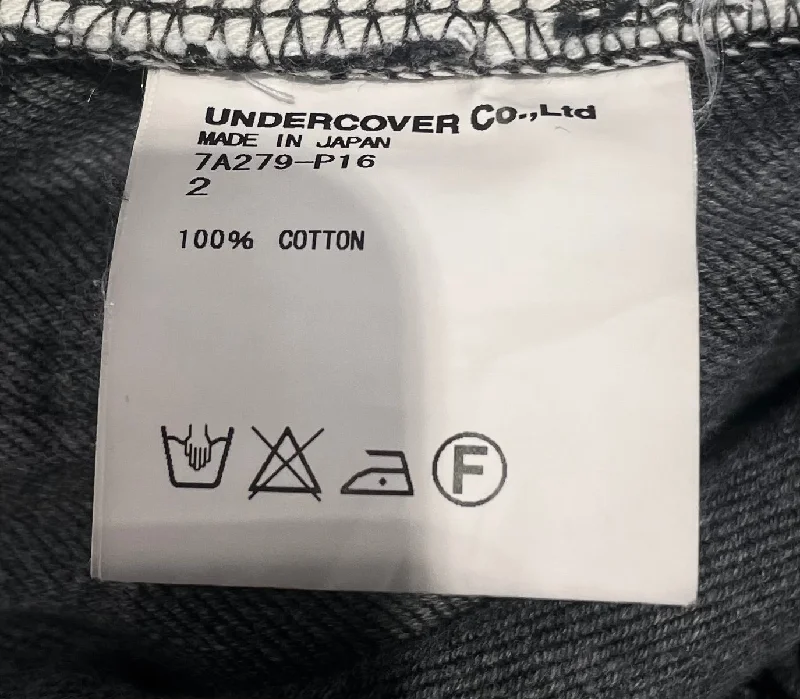 UNDERCOVER CO.,Ltd
MADE IN JAPAN
7A279-P16
2
100% COTTON
F